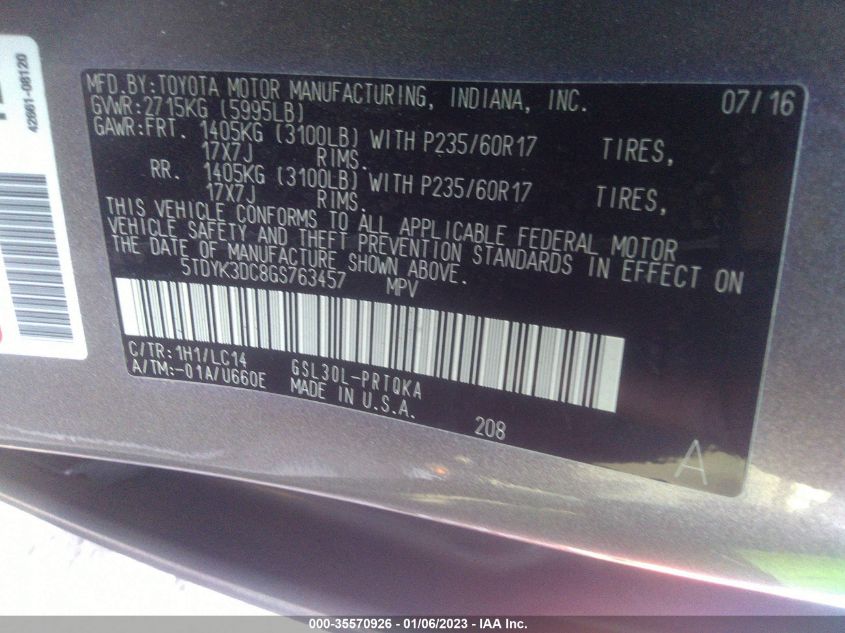 MFD.BY:TOYOTA MOTOR MANUFACTURING, INDIANA, INC. 07/16
GVWR:2715KG (5995LB)
GAWR:FRT. 1405KG (3100LB) WITH P235/60R17 TIRES,
17X7J RIMS.
RR. 1405KG (3100LB) WITH P235/60R17 TIRES,
17X7J RIMS.
THIS VEHICLE CONFORMS TO ALL APPLICABLE FEDERAL MOTOR
VEHICLE SAFETY AND THEFT PREVENTION STANDARDS IN EFFECT ON
THE DATE OF MANUFACTURE SHOWN ABOVE.
5TDYK3DC8GS763457 MPV
C/TR:1H1/LC14 GSL30L-PRTQKA
A/TM:-01A/U660E MADE IN U.S.A.
208
A
42661-08120
000-35570926 - 01/06/2023 - IAA Inc.